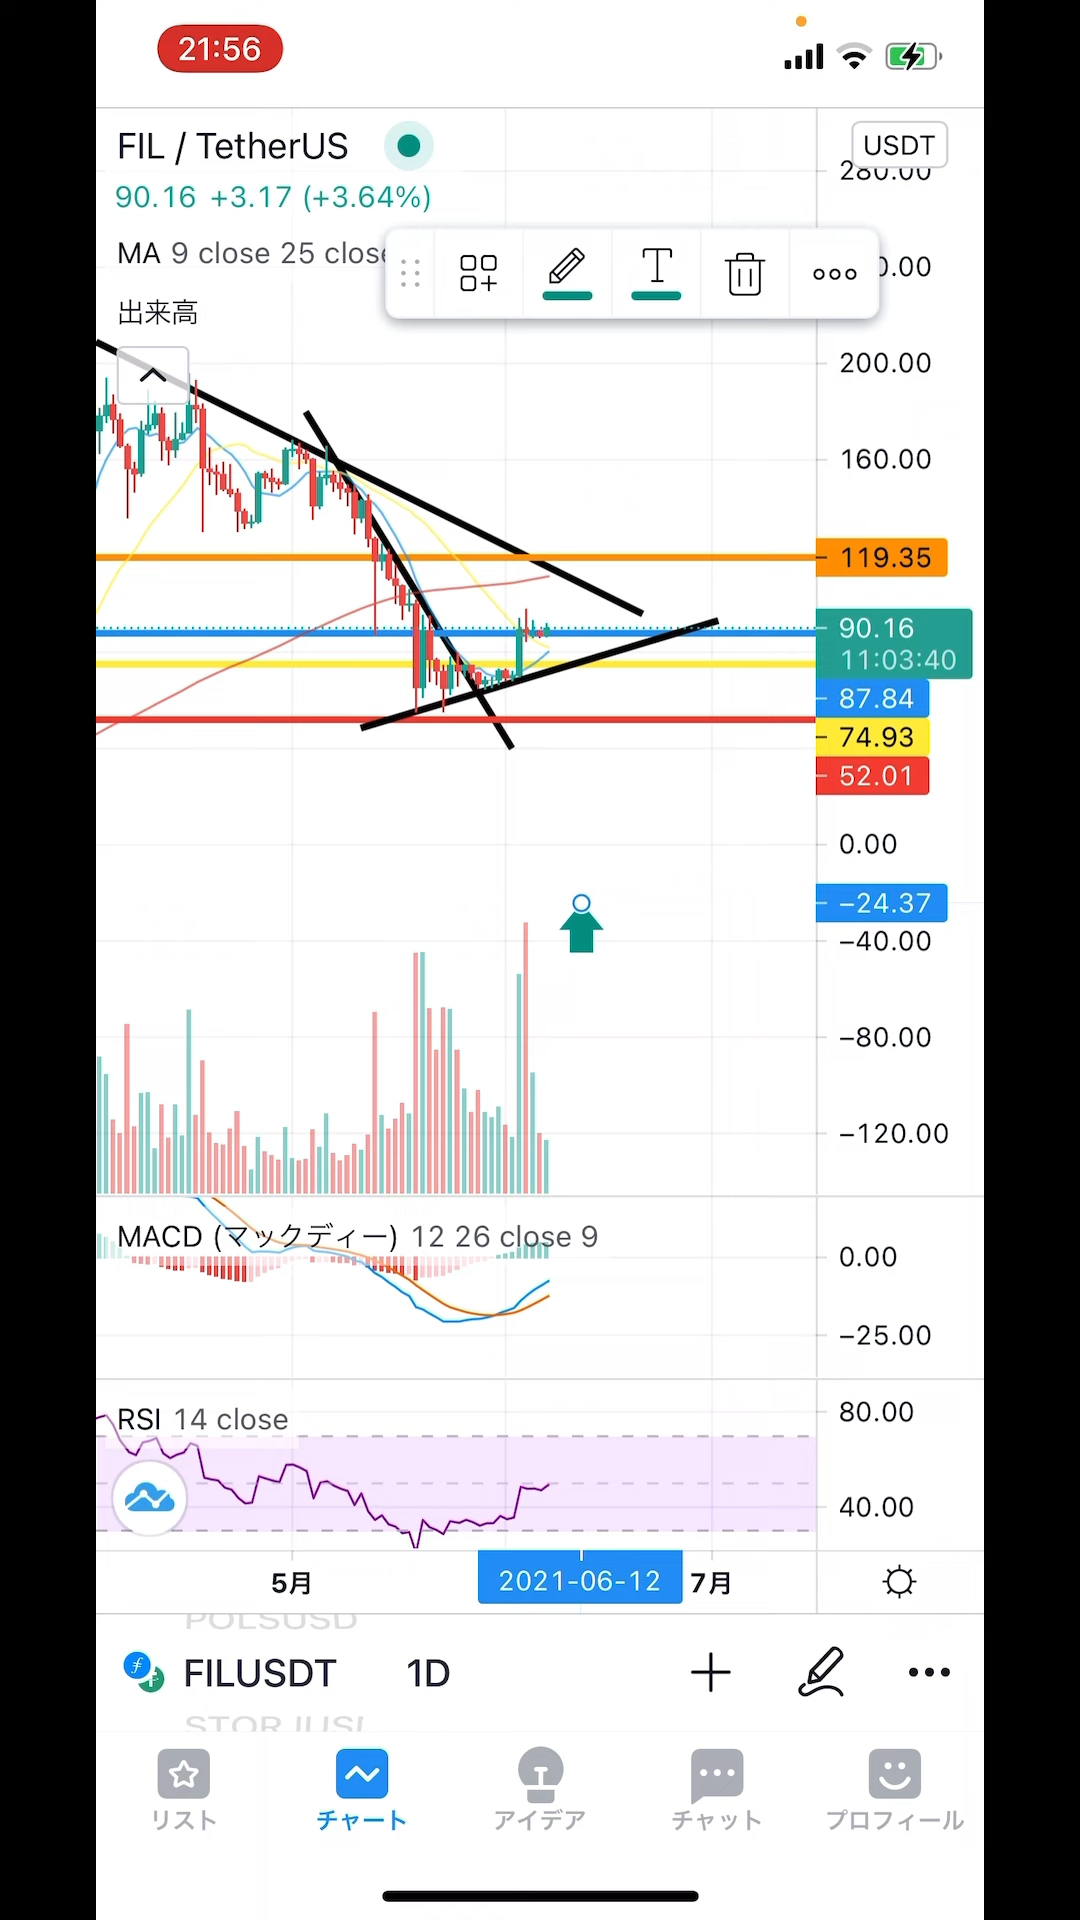 21:56
FIL / TetherUS
USDT
280.00
90.16 +3.17 (+3.64%)
MA 9 close 25 close
0.00
出来高
200.00
160.00
119.35
90.16
11:03:40
87.84
74.93
52.01
0.00
−24.37
−40.00
−80.00
−120.00
MACD (マックディー) 12 26 close 9
0.00
−25.00
RSI 14 close
80.00
40.00
5月
2021-06-12
7月
POLSUSD
FILUSDT 1D
リスト
チャート
アイデア
チャット
プロフィール